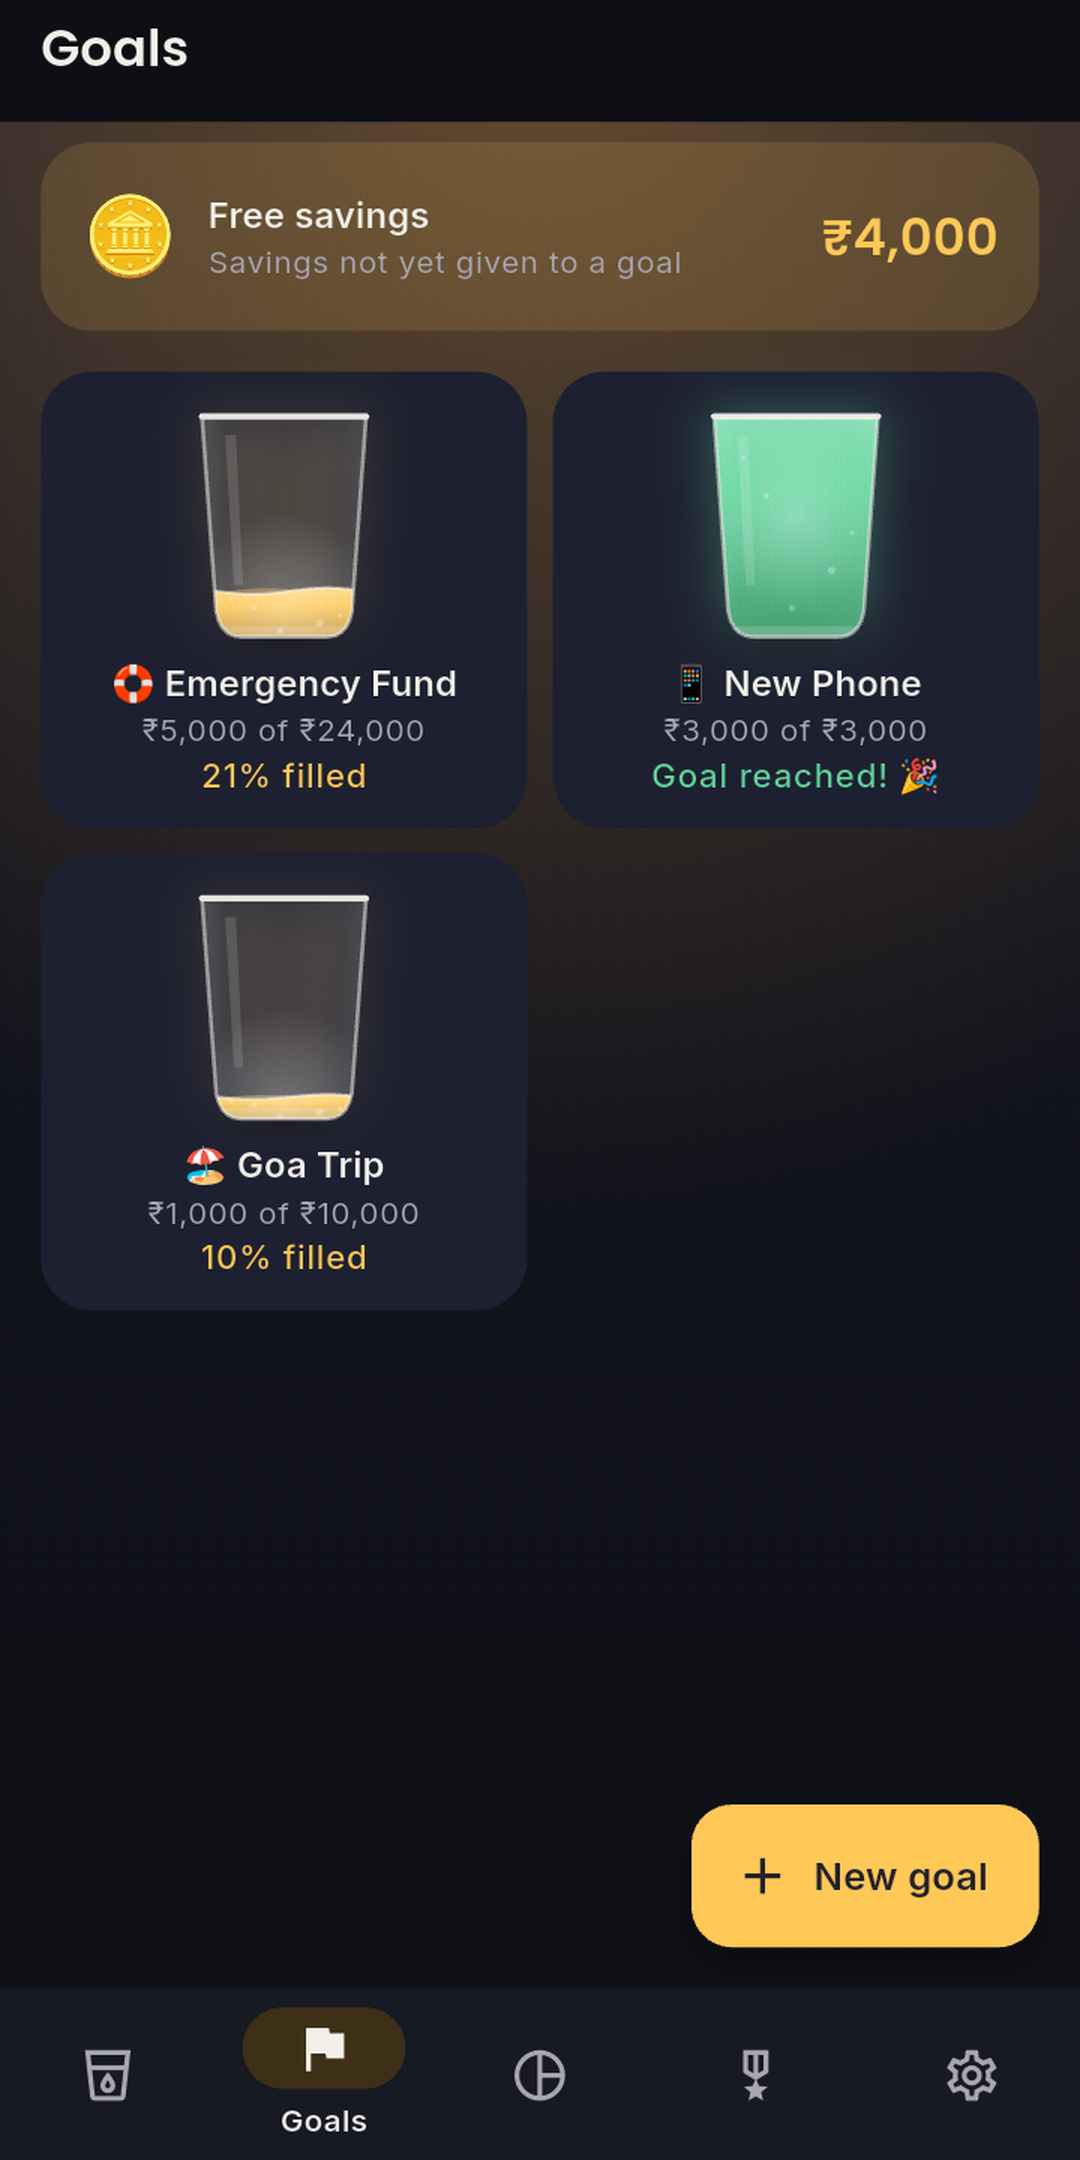 Goals
Free savings
Savings not yet given to a goal
₹4,000
🛟 Emergency Fund
₹5,000 of ₹24,000
21% filled
📱 New Phone
₹3,000 of ₹3,000
Goal reached! 🎉
🏖️ Goa Trip
₹1,000 of ₹10,000
10% filled
+ New goal
Goals